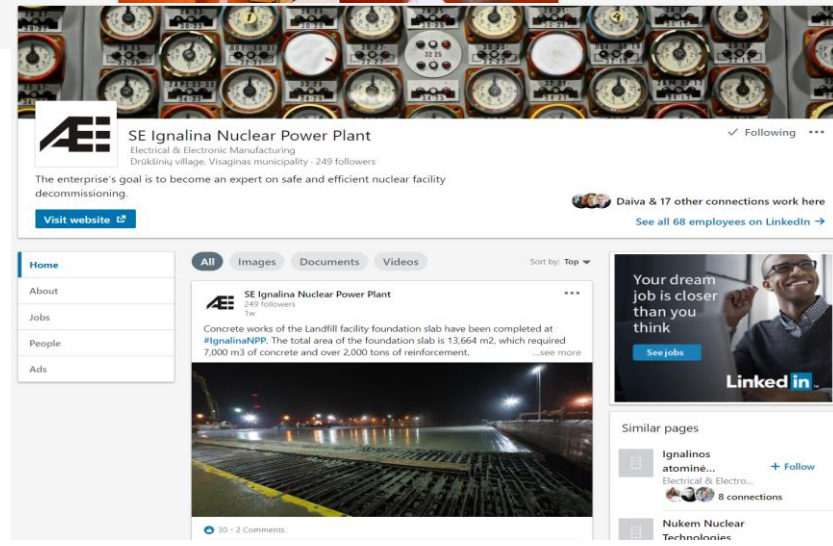 SE Ignalina Nuclear Power Plant
Electrical & Electronic Manufacturing
Drūkšinių village, Visaginas municipality · 249 followers
✓ Following •••
The enterprise's goal is to become an expert on safe and efficient nuclear facility
decommissioning.
Daiva & 17 other connections work here
Visit website
See all 68 employees on LinkedIn →
Home
About
Jobs
People
Ads
All Images Documents Videos
Sort by: Top
SE Ignalina Nuclear Power Plant
249 followers
1w
Concrete works of the Landfill facility foundation slab have been completed at
#IgnalinaNPP. The total area of the foundation slab is 13,664 m2, which required
7,000 m3 of concrete and over 2,000 tons of reinforcement. ...see more
30 · 2 Comments
Your dream
job is closer
than you
think
See jobs
Linked in
Similar pages
Ignalinos
atominė...
+ Follow
Electrical & Electro...
8 connections
Nukem Nuclear
Technologies